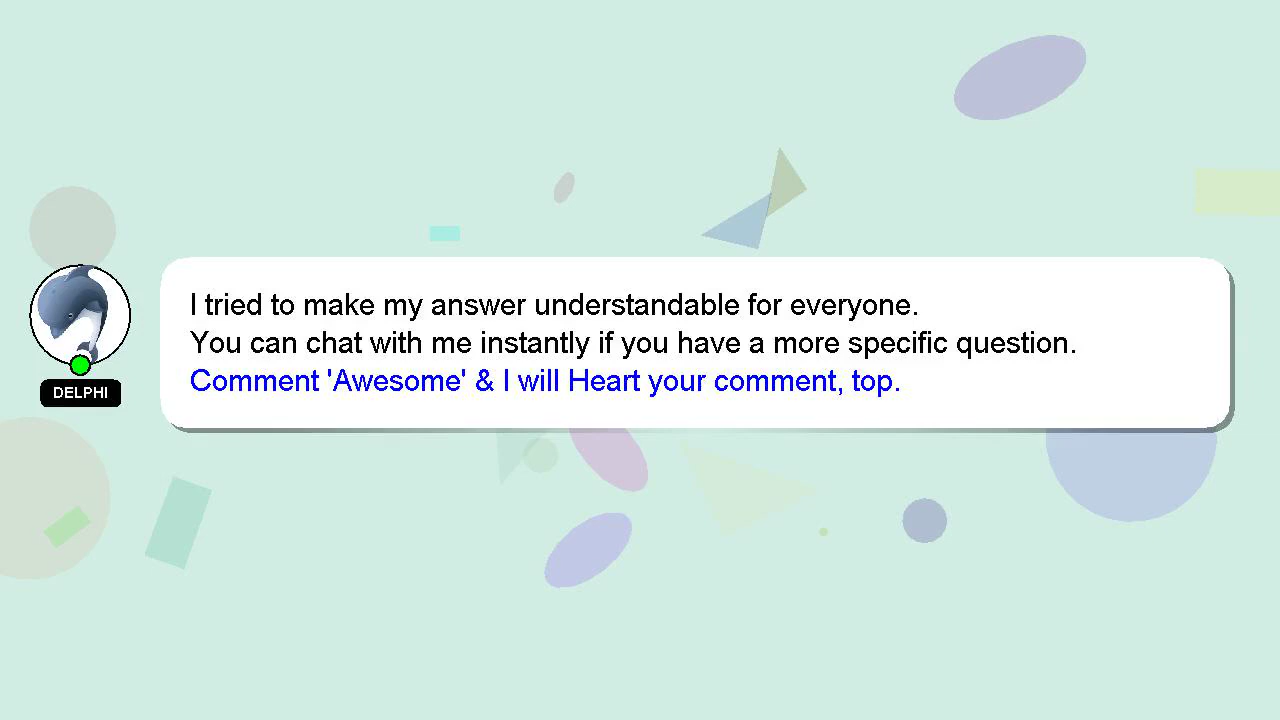 I tried to make my answer understandable for everyone.
You can chat with me instantly if you have a more specific question.
Comment 'Awesome' & I will Heart your comment, top.
DELPHI